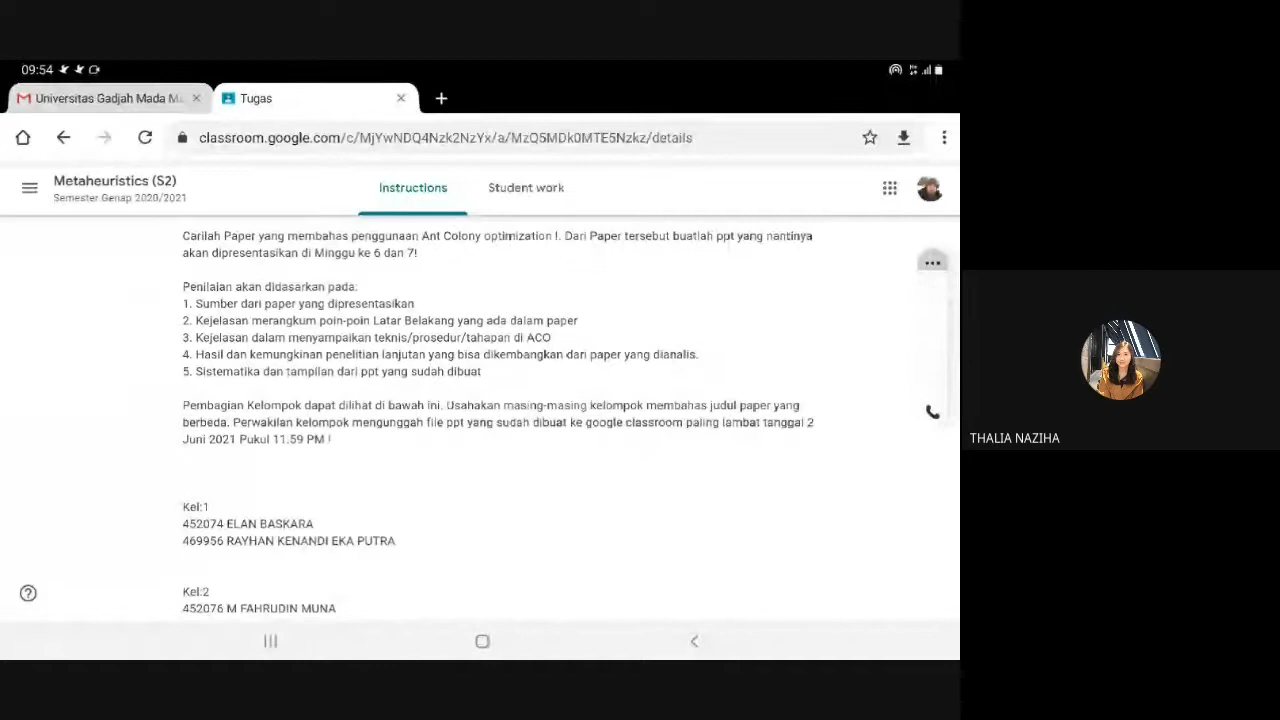 09:54
Universitas Gadjah Mada
Tugas
classroom.google.com/c/MjYwNDQ4Nzk2NzYx/a/MzQ5MDk0MTE5Nzkz/details
Metaheuristics (S2)
Semester Genap 2020/2021
Instructions
Student work
Carilah Paper yang membahas penggunaan Ant Colony optimization !. Dari Paper tersebut buatlah ppt yang nantinya
akan dipresentasikan di Minggu ke 6 dan 7!
Penilaian akan didasarkan pada:
1. Sumber dari paper yang dipresentasikan
2. Kejelasan merangkum poin-poin Latar Belakang yang ada dalam paper
3. Kejelasan dalam menyampaikan teknis/prosedur/tahapan di ACO
4. Hasil dan kemungkinan penelitian lanjutan yang bisa dikembangkan dari paper yang dianalis.
5. Sistematika dan tampilan dari ppt yang sudah dibuat
Pembagian Kelompok dapat dilihat di bawah ini. Usahakan masing-masing kelompok membahas judul paper yang
berbeda. Perwakilan kelompok mengunggah file ppt yang sudah dibuat ke google classroom paling lambat tanggal 2
Juni 2021 Pukul 11.59 PM !
Kel:1
452074 ELAN BASKARA
469956 RAYHAN KENANDI EKA PUTRA
Kel:2
452076 M FAHRUDIN MUNA
THALIA NAZIHA